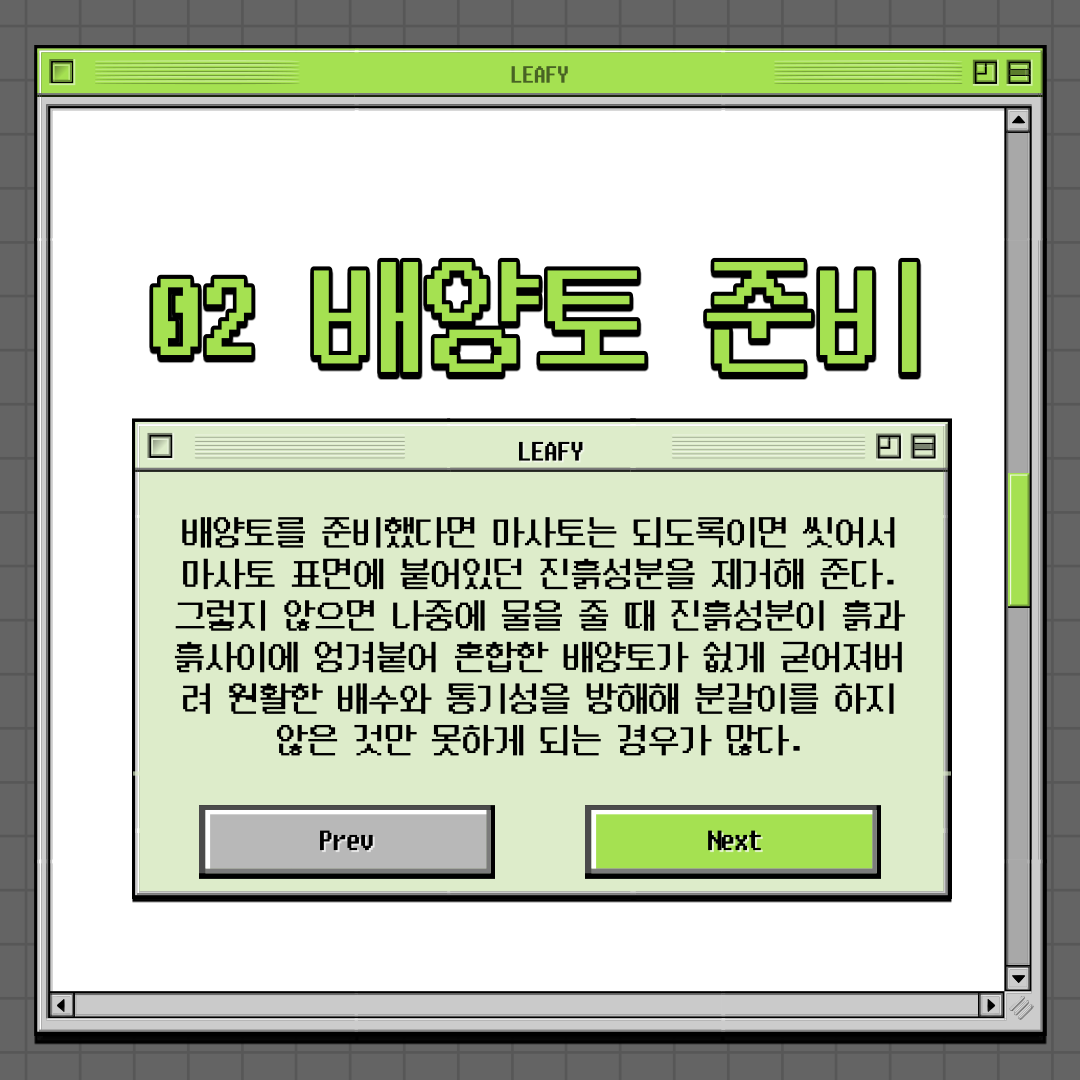 LEAFY
02 배양토 준비
LEAFY
배양토를 준비했다면 마사토는 되도록이면 씻어서
마사토 표면에 붙어있던 진흙성분을 제거해 준다.
그렇지 않으면 나중에 물을 줄 때 진흙성분이 흙과
흙사이에 엉겨붙어 혼합한 배양토가 쉽게 굳어져버
려 원활한 배수와 통기성을 방해해 분갈이를 하지
않은 것만 못하게 되는 경우가 많다.
Prev
Next